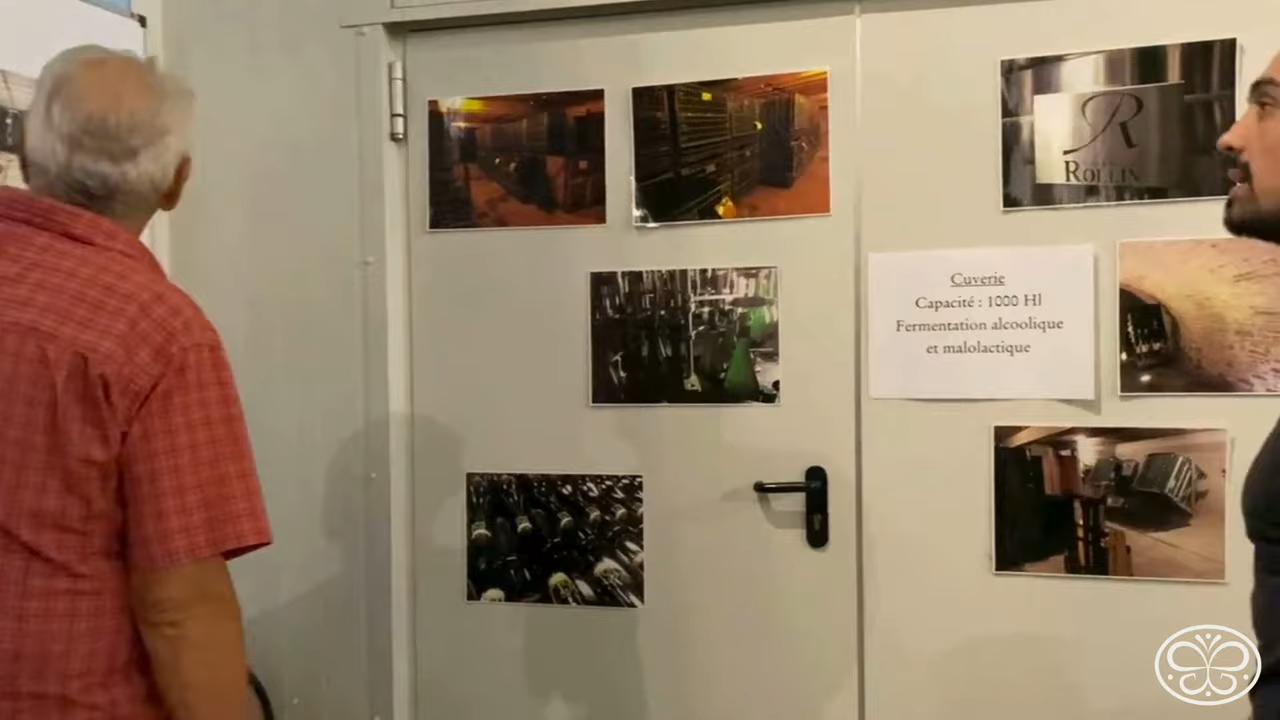 R
ROLLIN
Cuverie
Capacité : 1000 Hl
Fermentation alcoolique
et malolactique